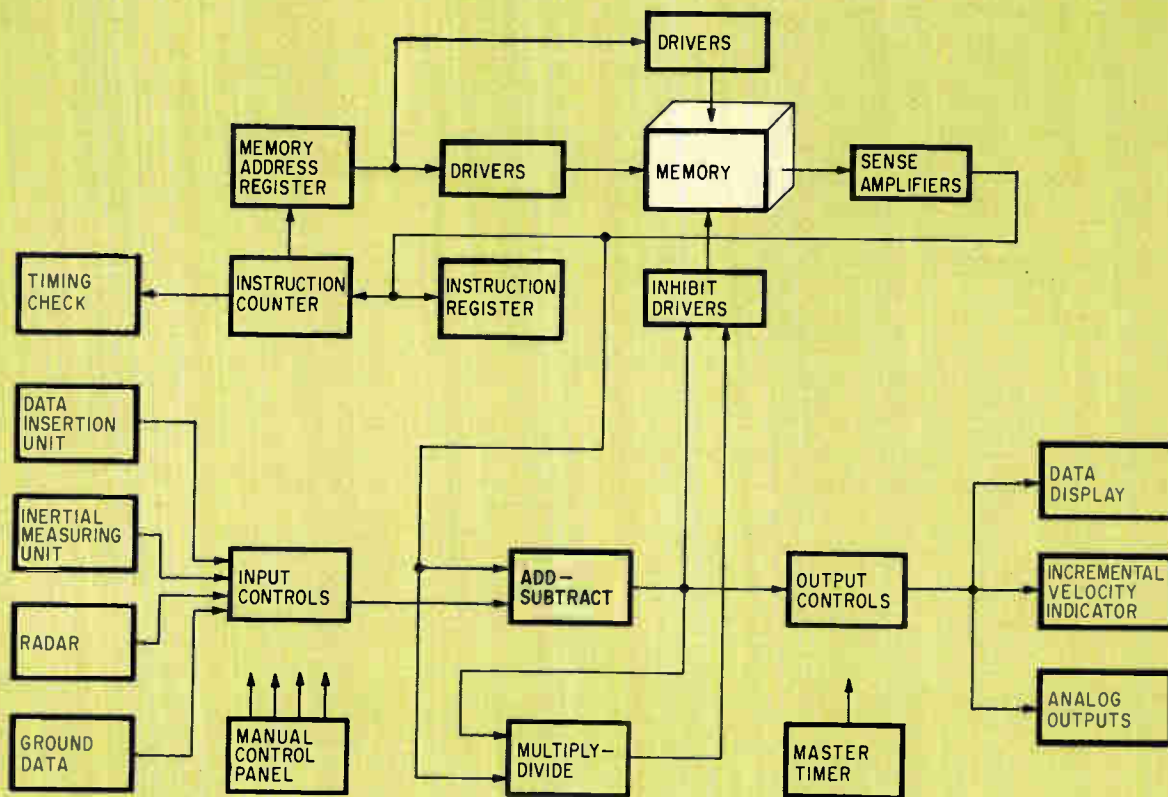 DRIVERS
MEMORY
ADDRESS
REGISTER
DRIVERS
MEMORY
SENSE
AMPLIFIERS
TIMING
CHECK
INSTRUCTION
COUNTER
INSTRUCTION
REGISTER
INHIBIT
DRIVERS
DATA
INSERTION
UNIT
INERTIAL
MEASURING
UNIT
RADAR
GROUND
DATA
INPUT
CONTROLS
MANUAL
CONTROL
PANEL
ADD-
SUBTRACT
MULTIPLY-
DIVIDE
OUTPUT
CONTROLS
MASTER
TIMER
DATA
DISPLAY
INCREMENTAL
VELOCITY
INDICATOR
ANALOG
OUTPUTS